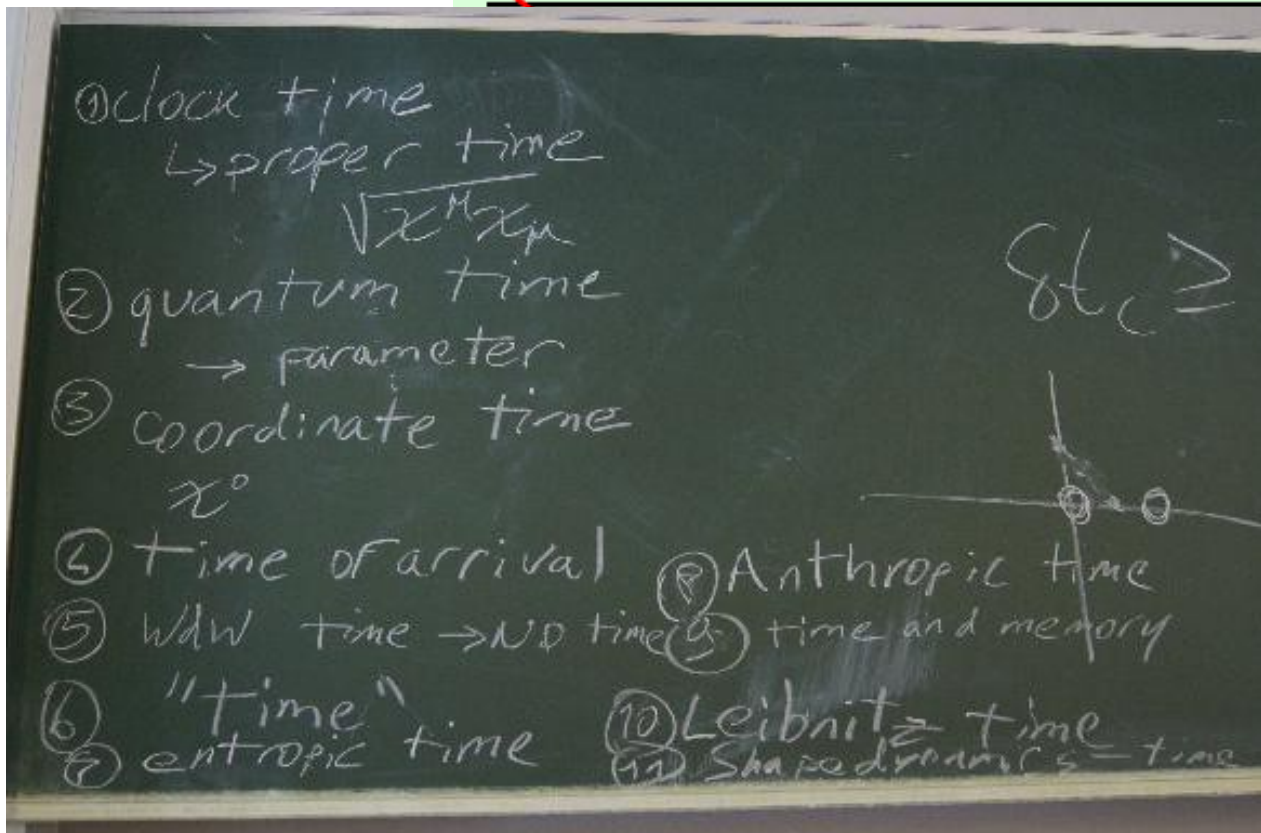 ① clock time
↳ proper time
√x^μ x_μ
② quantum time
→ parameter
③ coordinate time
x⁰
④ time of arrival
⑤ WdW time → NO time
⑥ "time"
⑦ entropic time
⑧ Anthropic time
⑨ time and memory
⑩ Leibnitz time
⑪ Shapedynamics - time
δt_c ≥